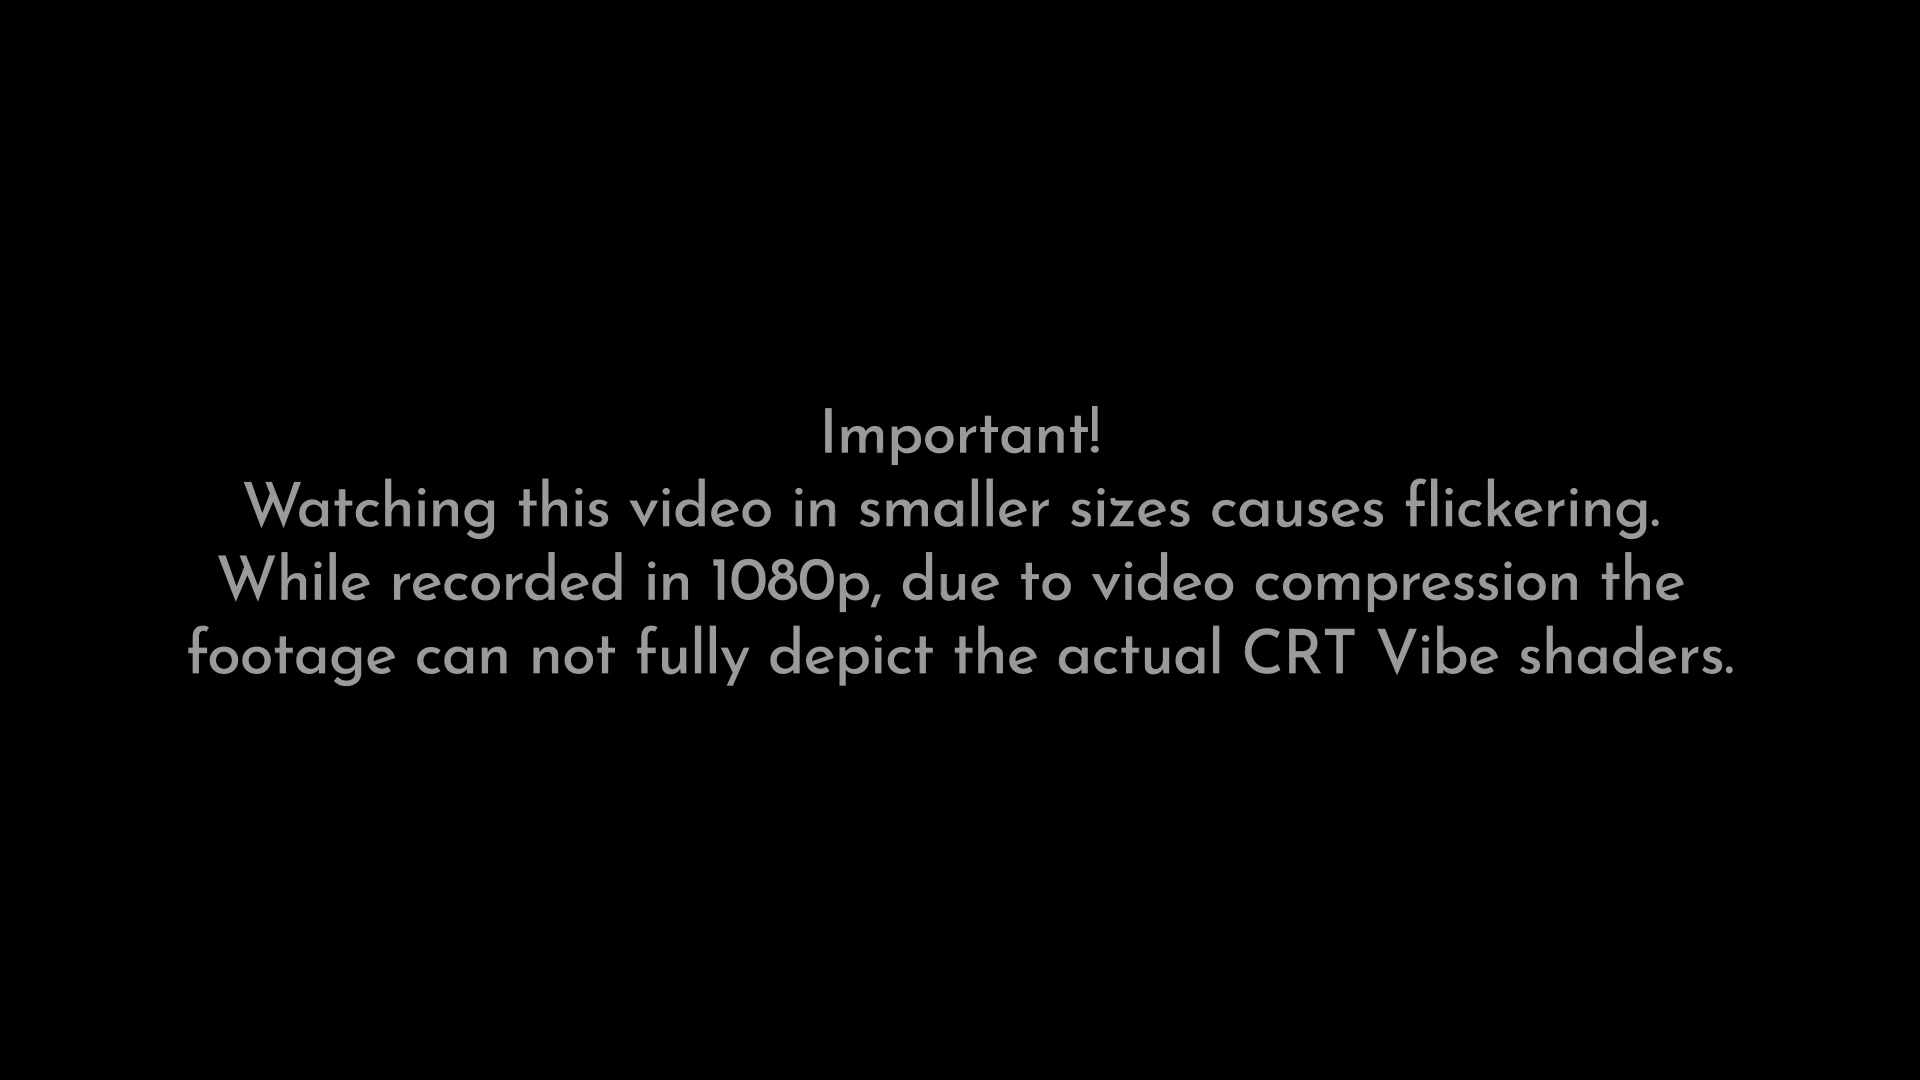 Important!
Watching this video in smaller sizes causes flickering.
While recorded in 1080p, due to video compression the
footage can not fully depict the actual CRT Vibe shaders.